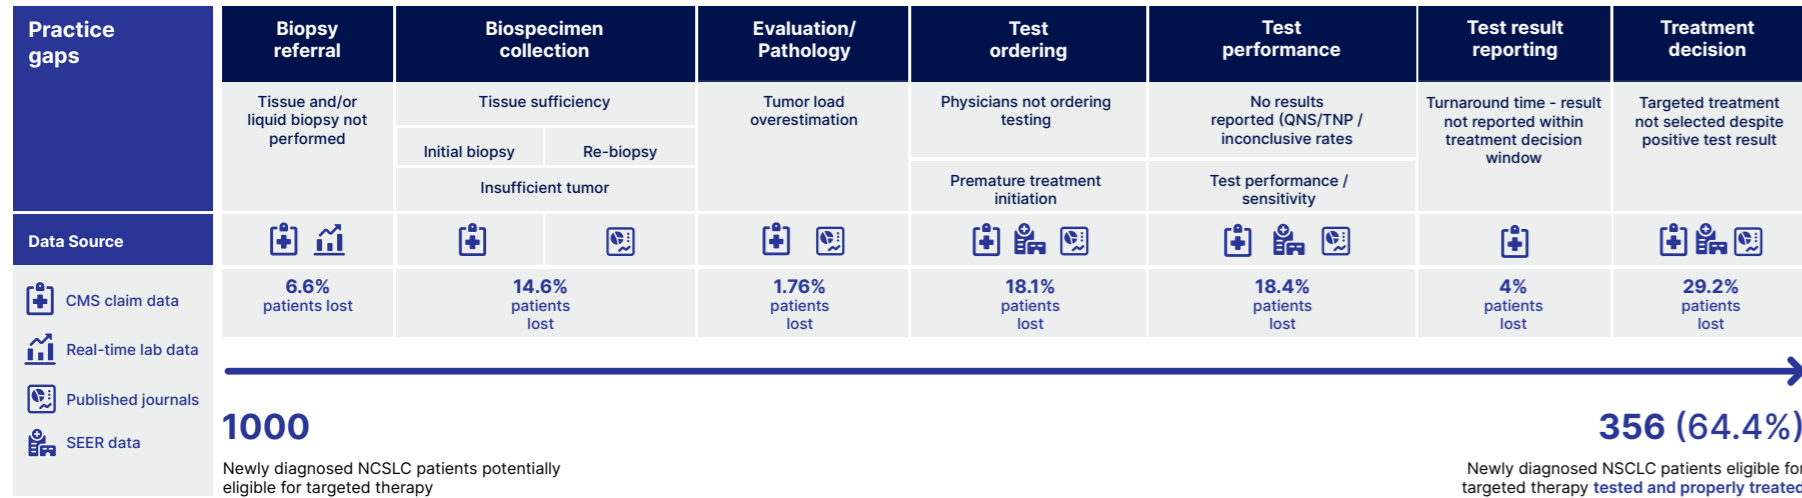 Practice
gaps
Biopsy
referral
Biospecimen
collection
Evaluation/
Pathology
Test
ordering
Test
performance
Test result
reporting
Treatment
decision
Tissue and/or
liquid biopsy not
performed
Tissue sufficiency
Initial biopsy
Re-biopsy
Insufficient tumor
Tumor load
overestimation
Physicians not ordering
testing
Premature treatment
initiation
No results
reported (QNS/TNP /
inconclusive rates
Test performance /
sensitivity
Turnaround time - result
not reported within
treatment decision
window
Targeted treatment
not selected despite
positive test result
Data Source
CMS claim data
Real-time lab data
Published journals
SEER data
6.6%
patients lost
14.6%
patients
lost
1.76%
patients
lost
18.1%
patients
lost
18.4%
patients
lost
4%
patients
lost
29.2%
patients
lost
1000
Newly diagnosed NCSLC patients potentially
eligible for targeted therapy
356 (64.4%)
Newly diagnosed NSCLC patients eligible for
targeted therapy tested and properly treated